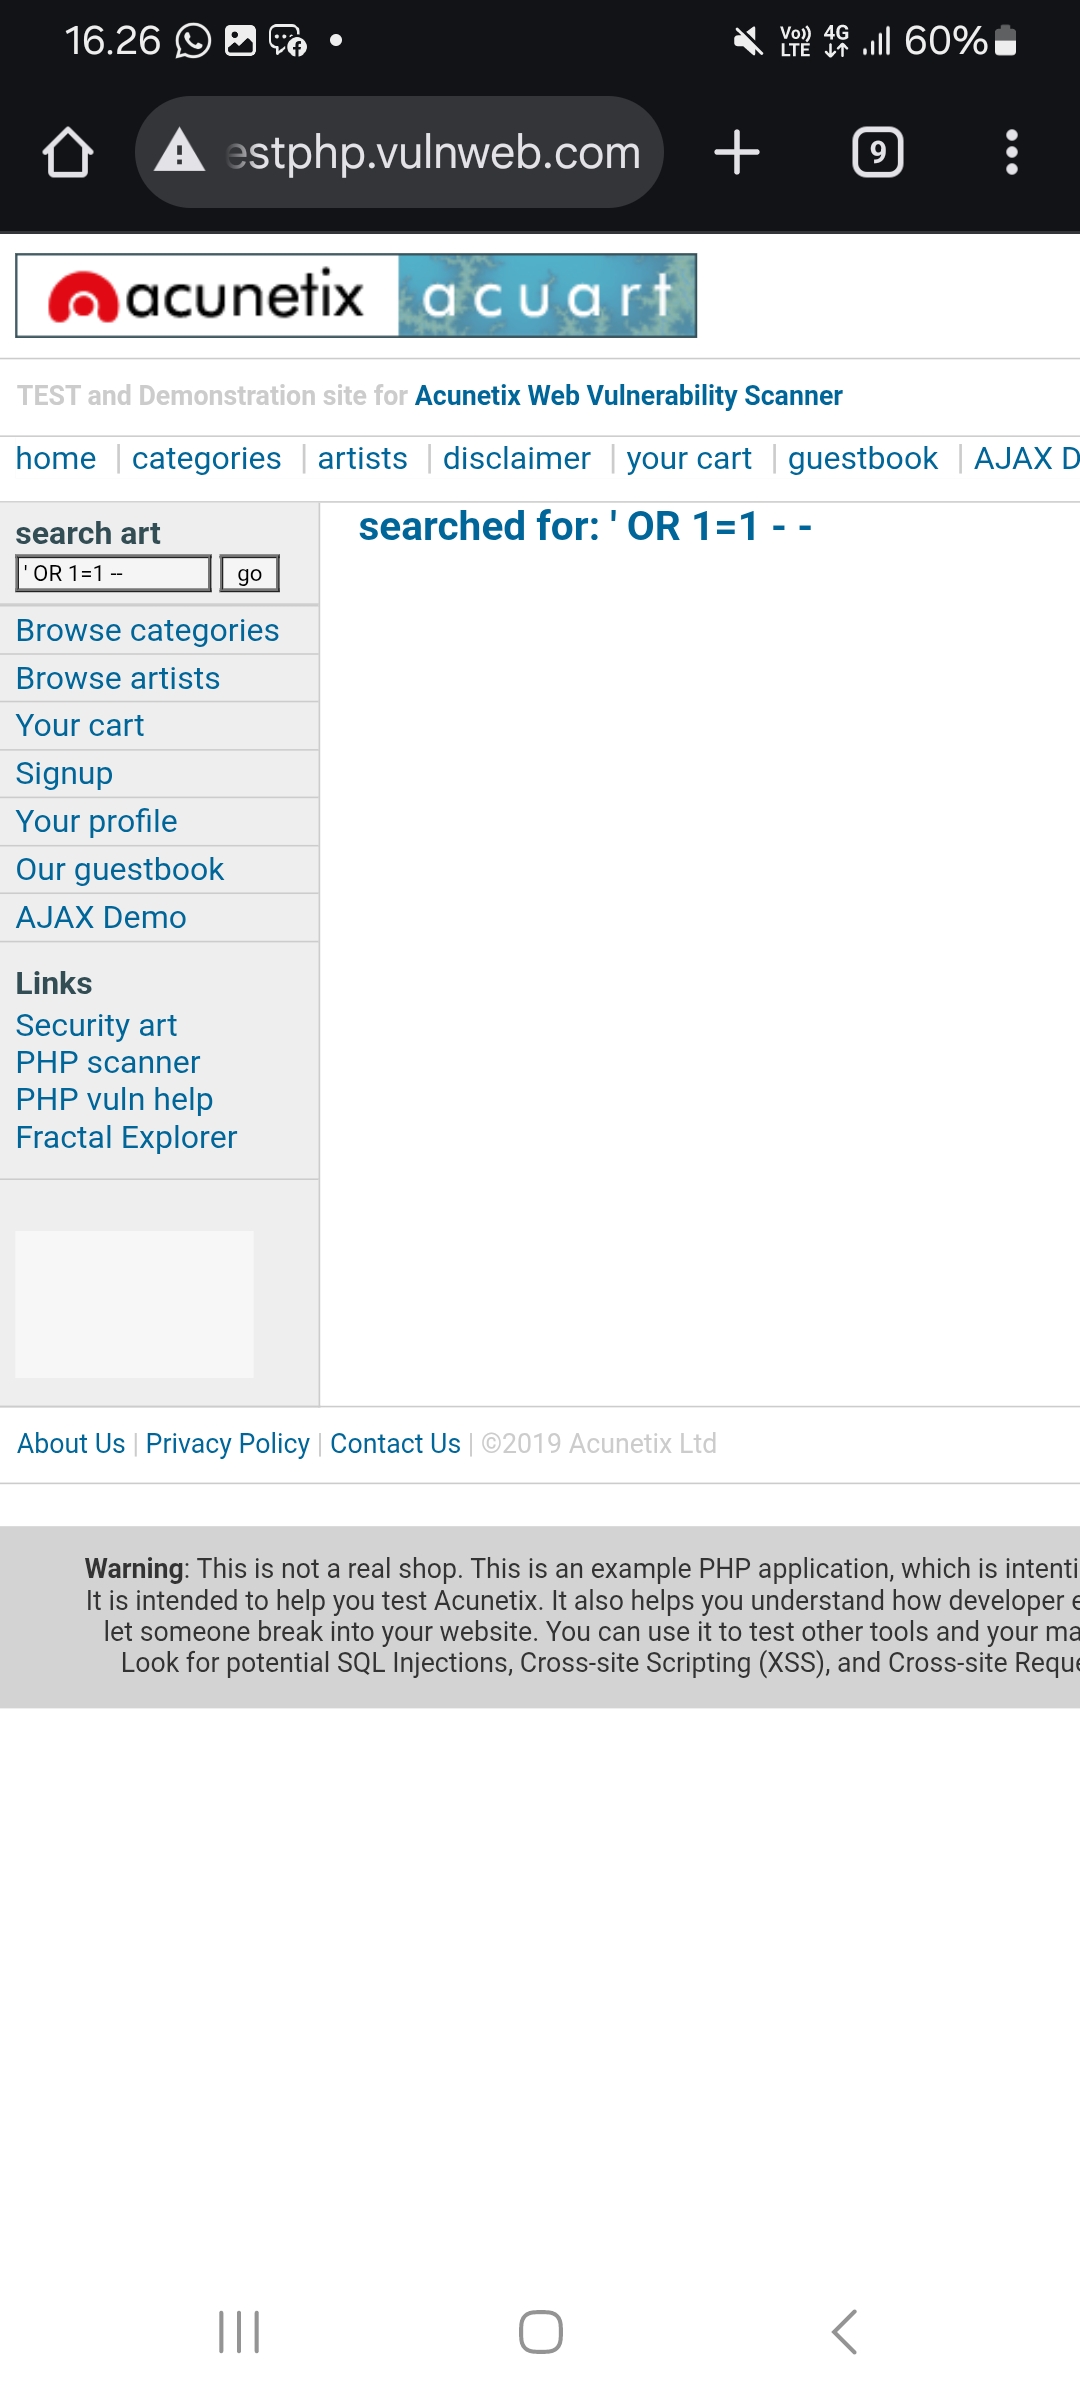 16.26
Vo)) LTE 4G 60%
estphp.vulnweb.com
9
acunetix acuart
TEST and Demonstration site for Acunetix Web Vulnerability Scanner
home | categories | artists | disclaimer | your cart | guestbook | AJAX D
search art
' OR 1=1 -- go
searched for: ' OR 1=1 - -
Browse categories
Browse artists
Your cart
Signup
Your profile
Our guestbook
AJAX Demo
Links
Security art
PHP scanner
PHP vuln help
Fractal Explorer
About Us | Privacy Policy | Contact Us | ©2019 Acunetix Ltd
Warning: This is not a real shop. This is an example PHP application, which is intenti
It is intended to help you test Acunetix. It also helps you understand how developer e
let someone break into your website. You can use it to test other tools and your ma
Look for potential SQL Injections, Cross-site Scripting (XSS), and Cross-site Reque